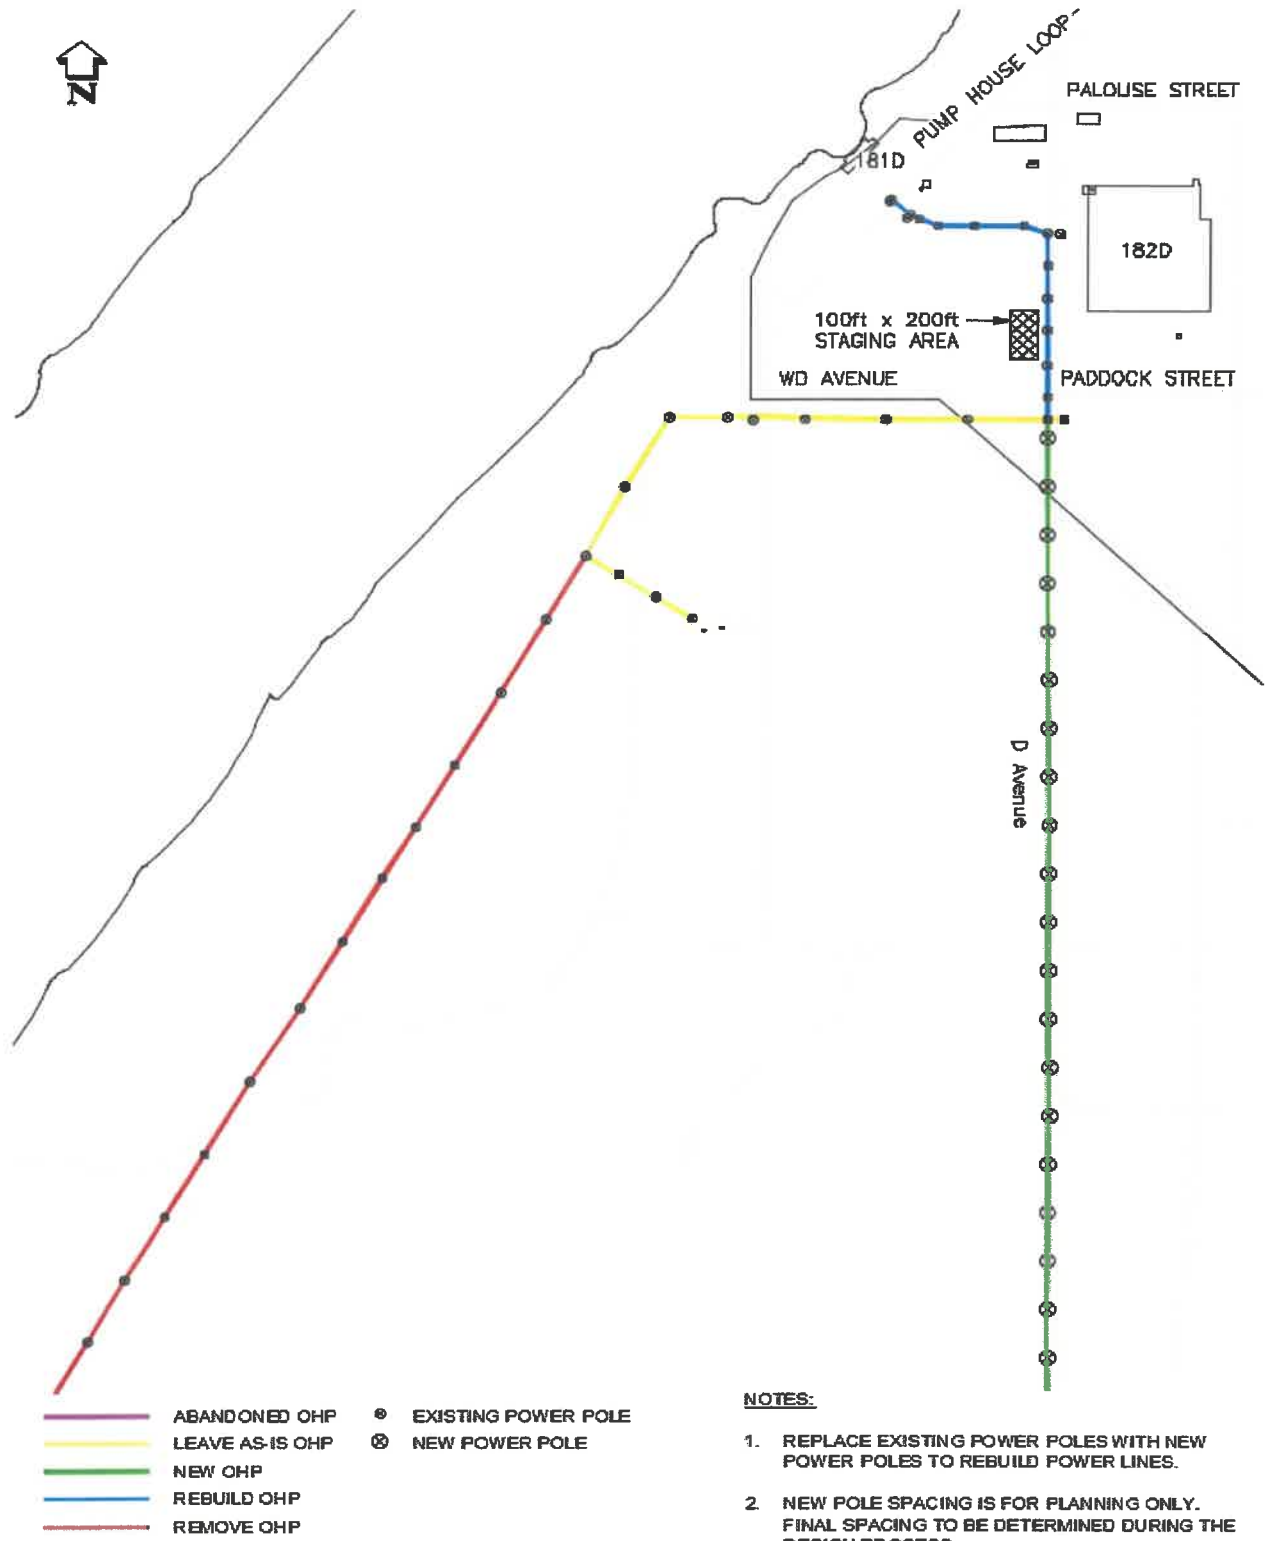 N
PUMP HOUSE LOOP
PALOUSE STREET
181D
182D
100ft x 200ft
STAGING AREA
WD AVENUE
PADDOCK STREET
D Avenue
ABANDONED OHP
LEAVE AS-IS OHP
NEW OHP
REBUILD OHP
REMOVE OHP
EXISTING POWER POLE
NEW POWER POLE
NOTES:
1. REPLACE EXISTING POWER POLES WITH NEW
POWER POLES TO REBUILD POWER LINES.
2. NEW POLE SPACING IS FOR PLANNING ONLY.
FINAL SPACING TO BE DETERMINED DURING THE